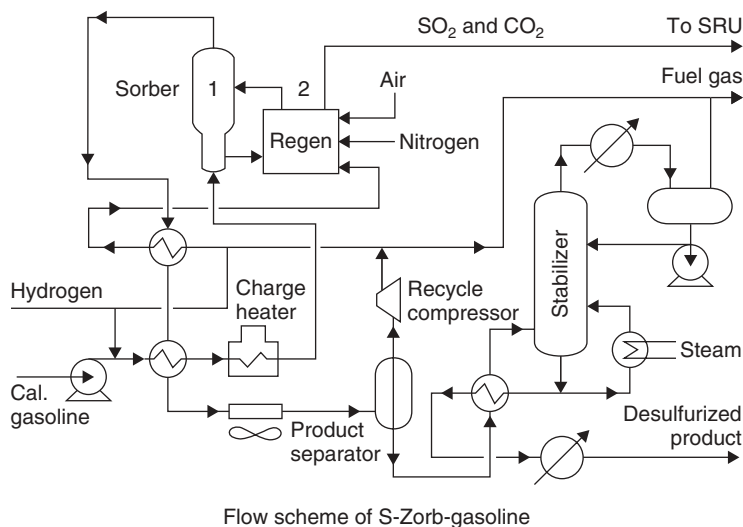 SO₂ and CO₂
To SRU
Fuel gas
Sorber
1
2
Air
Regen
Nitrogen
Stabilizer
Hydrogen
Charge
heater
Recycle
compressor
Steam
Cat.
gasoline
Product
separator
Desulfurized
product
Flow scheme of S-Zorb-gasoline